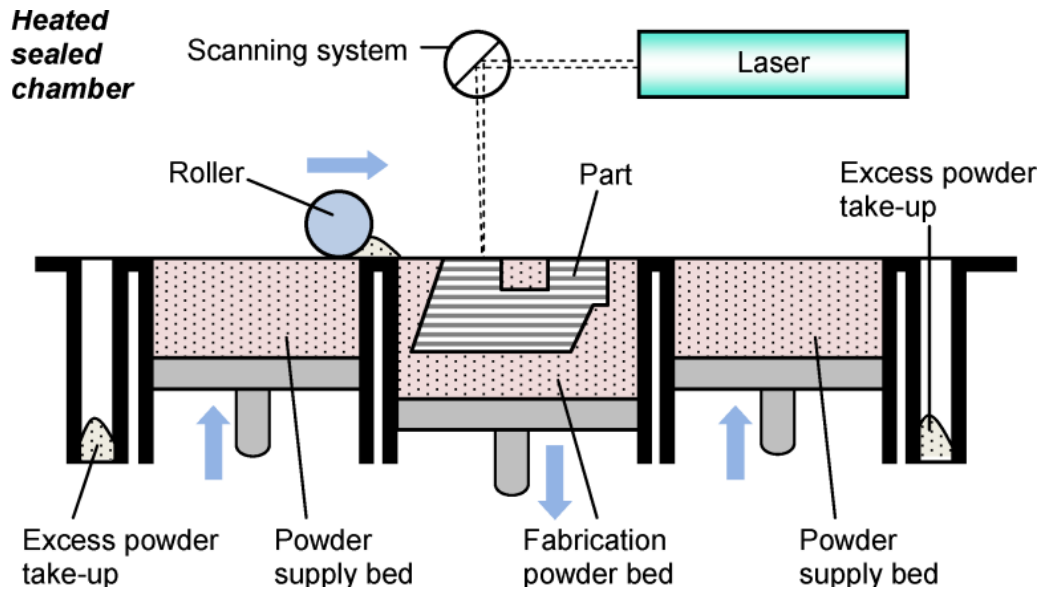 Heated
sealed
chamber
Scanning system
Laser
Roller
Part
Excess powder
take-up
Excess powder
take-up
Powder
supply bed
Fabrication
powder bed
Powder
supply bed